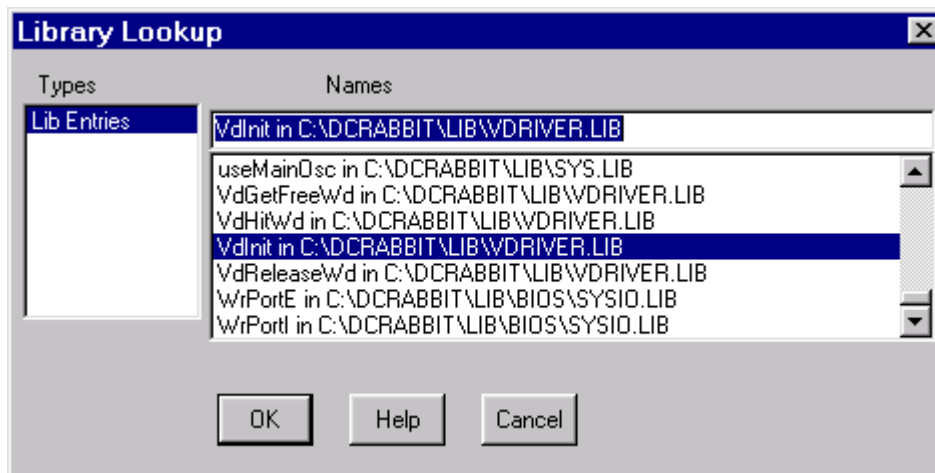 Library Lookup
Types
Names
Lib Entries
VdInit in C:\DCRABBIT\LIB\VDRIVER.LIB
useMainOsc in C:\DCRABBIT\LIB\SYS.LIB
VdGetFreeWd in C:\DCRABBIT\LIB\VDRIVER.LIB
VdHitWd in C:\DCRABBIT\LIB\VDRIVER.LIB
VdInit in C:\DCRABBIT\LIB\VDRIVER.LIB
VdReleaseWd in C:\DCRABBIT\LIB\VDRIVER.LIB
WrPortE in C:\DCRABBIT\LIB\BIOS\SYSIO.LIB
WrPortI in C:\DCRABBIT\LIB\BIOS\SYSIO.LIB
OK
Help
Cancel